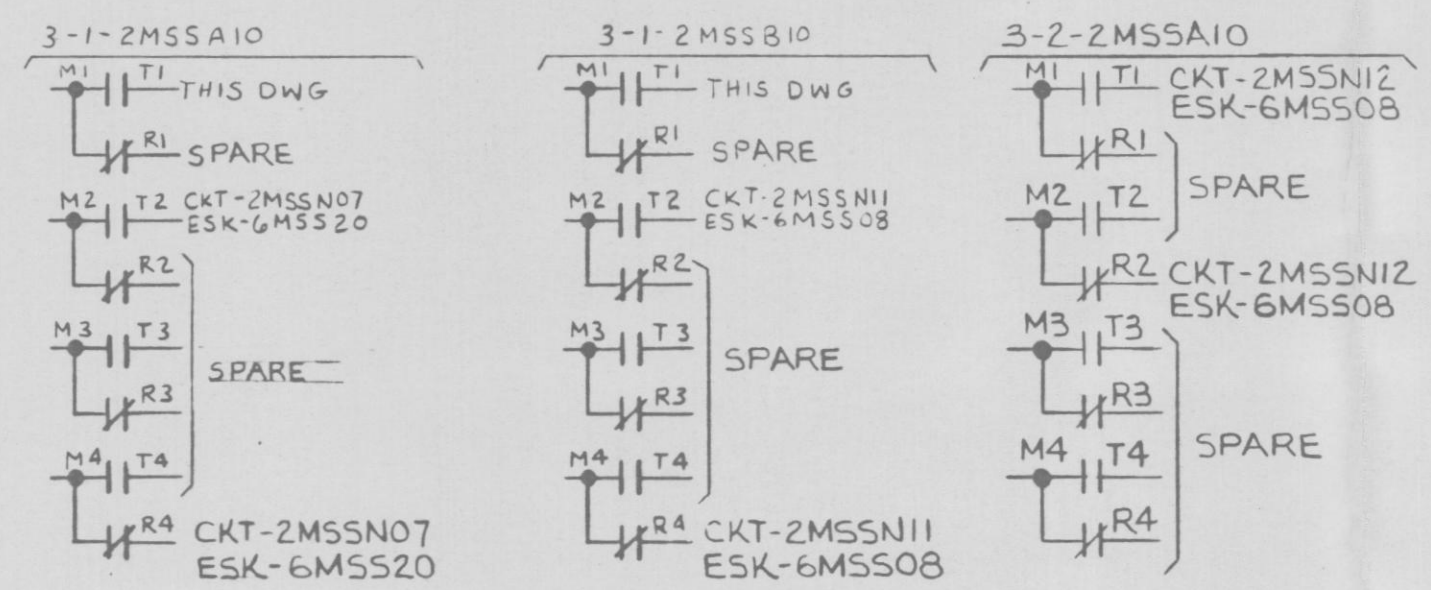 3-1-2MSSA10
M1 T1 THIS DWG
R1 SPARE
M2 T2 CKT-2MSSN07
ESK-6MSS20
R2
M3 T3
SPARE
R3
M4 T4
R4 CKT-2MSSN07
ESK-6MSS20
3-1-2MSSB10
M1 T1 THIS DWG
R1 SPARE
M2 T2 CKT-2MSSN11
ESK-6MSS08
R2
M3 T3
SPARE
R3
M4 T4
R4 CKT-2MSSN11
ESK-6MSS08
3-2-2MSSA10
M1 T1 CKT-2MSSN12
ESK-6MSS08
R1
SPARE
M2 T2
R2 CKT-2MSSN12
ESK-6MSS08
M3 T3
R3
SPARE
M4 T4
R4